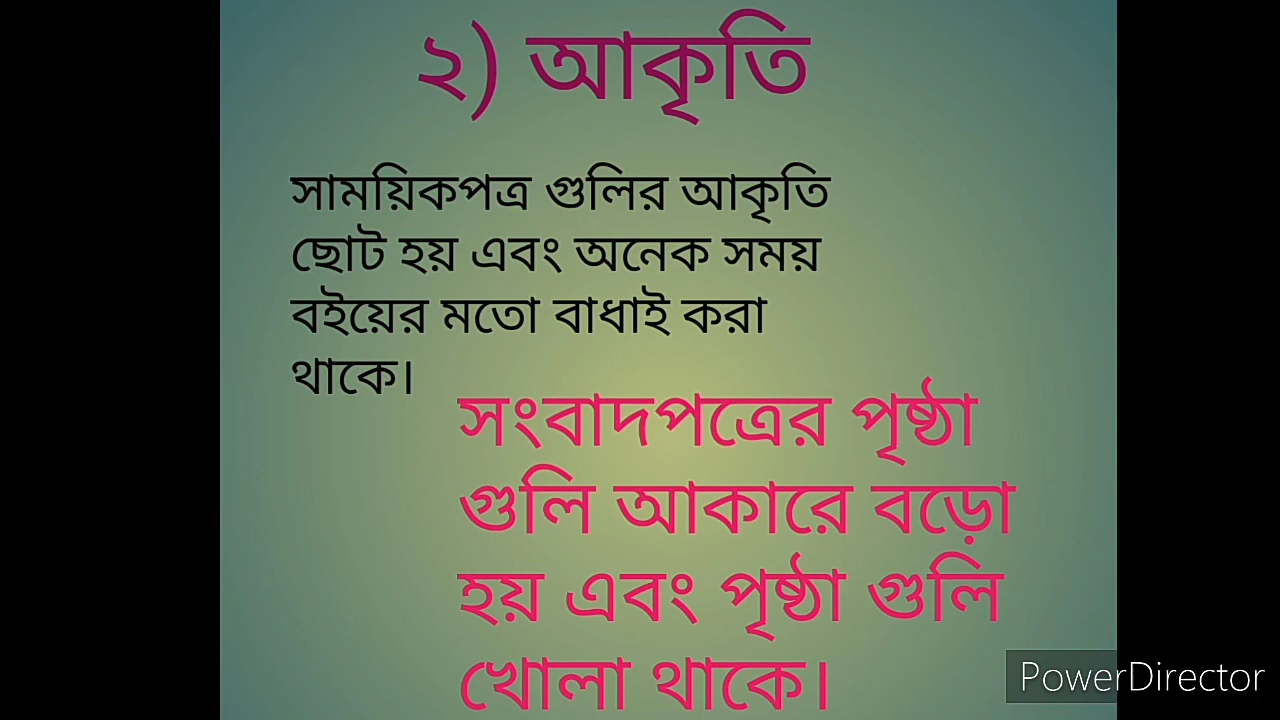 ২) আকৃতি
সাময়িকপত্র গুলির আকৃতি
ছোট হয় এবং অনেক সময়
বইয়ের মতো বাধাই করা
থাকে।
সংবাদপত্রের পৃষ্ঠা
গুলি আকারে বড়ো
হয় এবং পৃষ্ঠা গুলি
খোলা থাকে।
PowerDirector